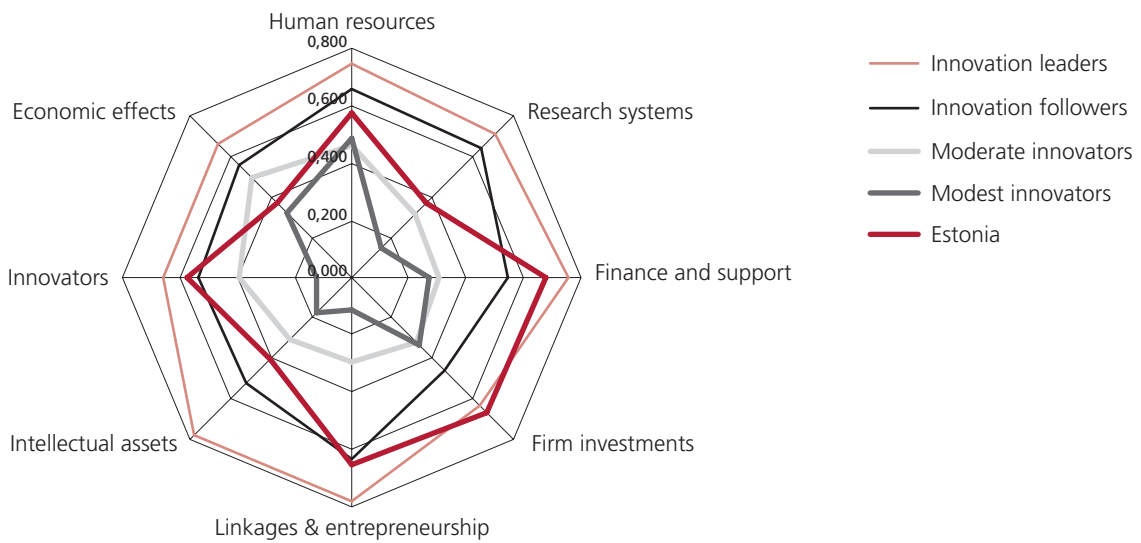 Human resources
0,800
Innovation leaders
Economic effects
0,600
Research systems
Innovation followers
0,400
Moderate innovators
Modest innovators
0,200
Estonia
Innovators
0,000
Finance and support
Intellectual assets
Firm investments
Linkages & entrepreneurship